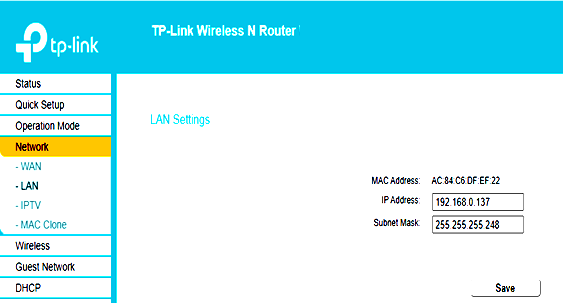 tp-link
TP-Link Wireless N Router
Status
Quick Setup
Operation Mode
Network
- WAN
- LAN
- IPTV
- MAC Clone
Wireless
Guest Network
DHCP
LAN Settings
MAC Address: AC:84:C6:DF:EF:22
IP Address: 192.168.0.137
Subnet Mask: 255.255.255.248
Save